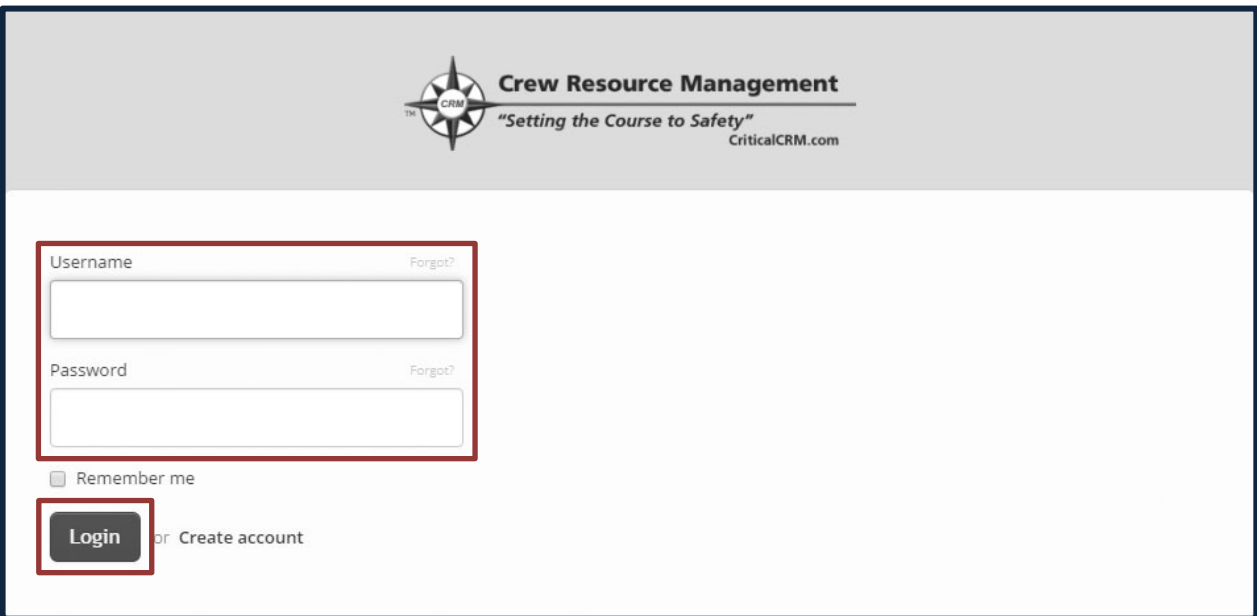 Crew Resource Management
CRM
TM
"Setting the Course to Safety"
CriticalCRM.com
Username Forgot?
Password Forgot?
Remember me
Login or Create account